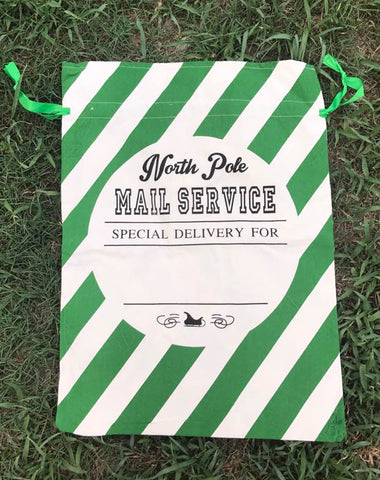 North Pole
MAIL SERVICE
SPECIAL DELIVERY FOR